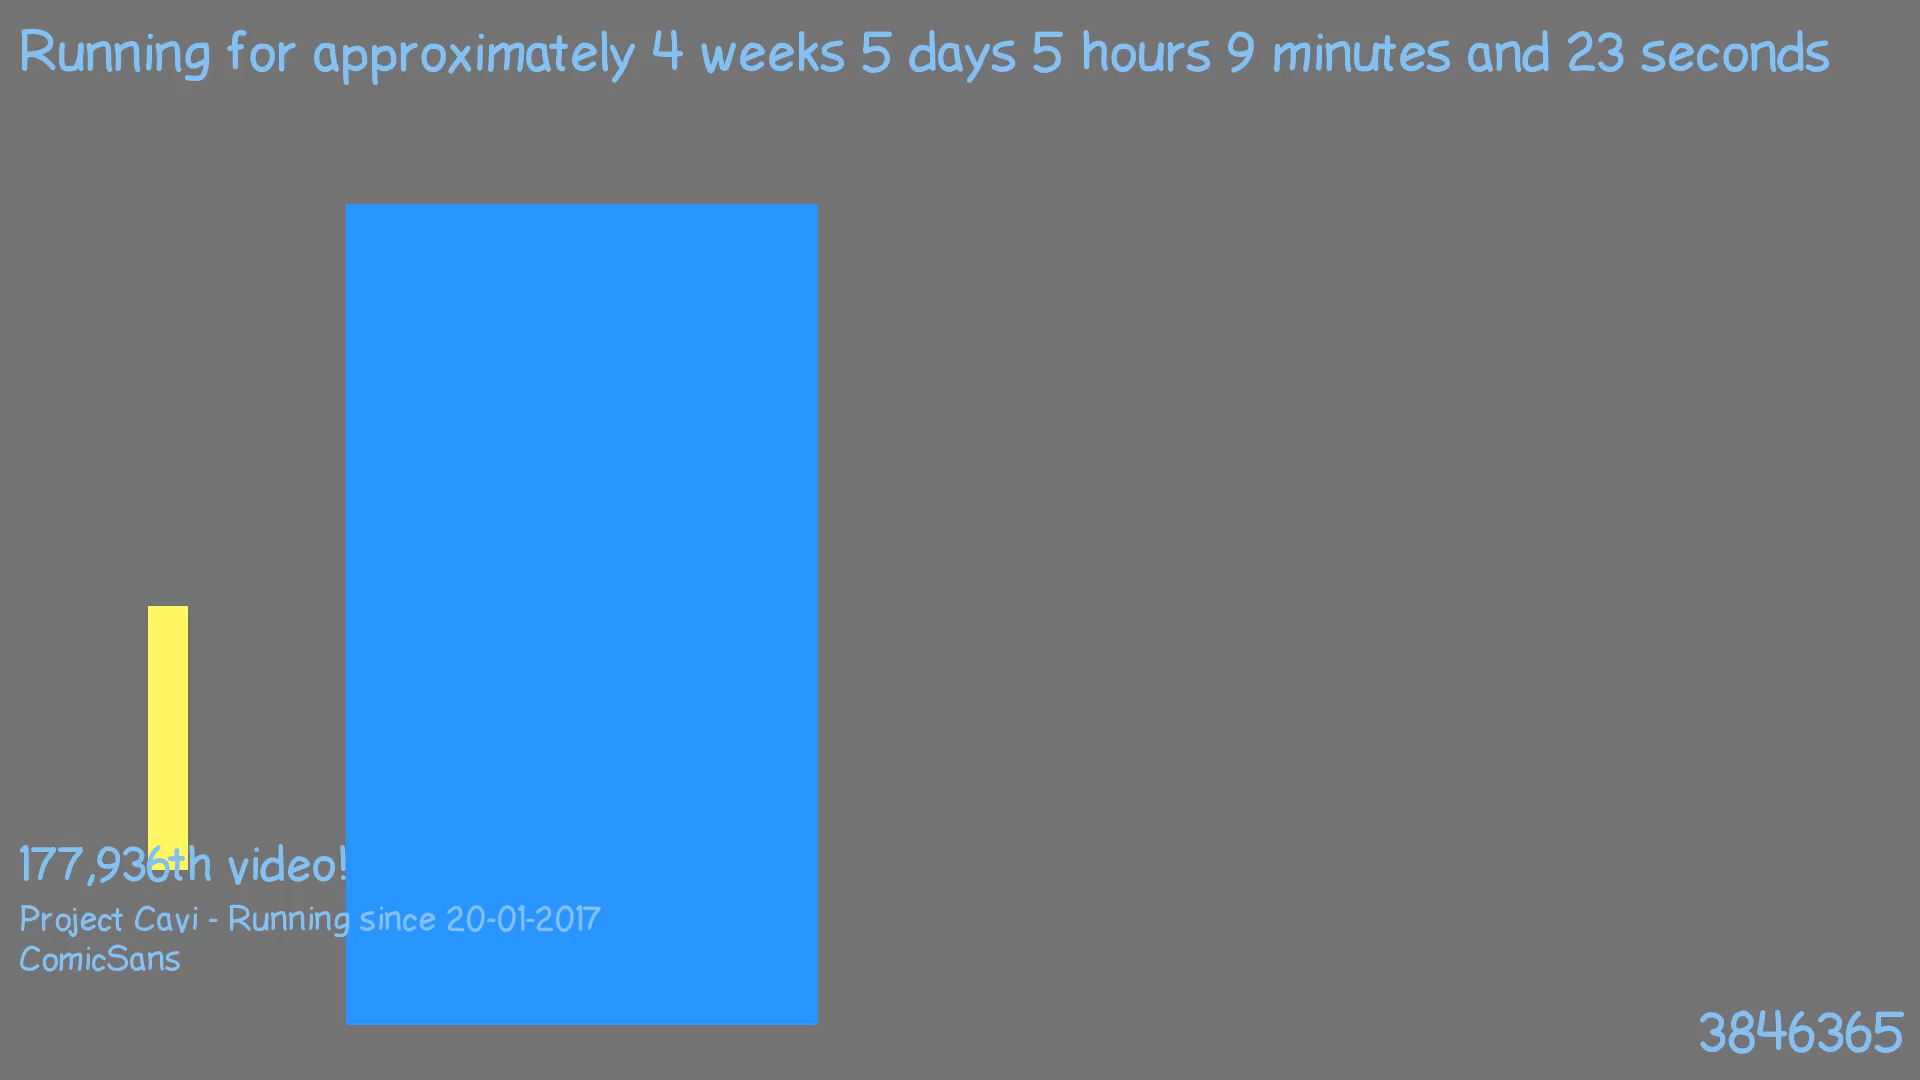 Running for approximately 4 weeks 5 days 5 hours 9 minutes and 23 seconds
177,936th video!
Project Cavi - Running since 20-01-2017
ComicSans
3846365